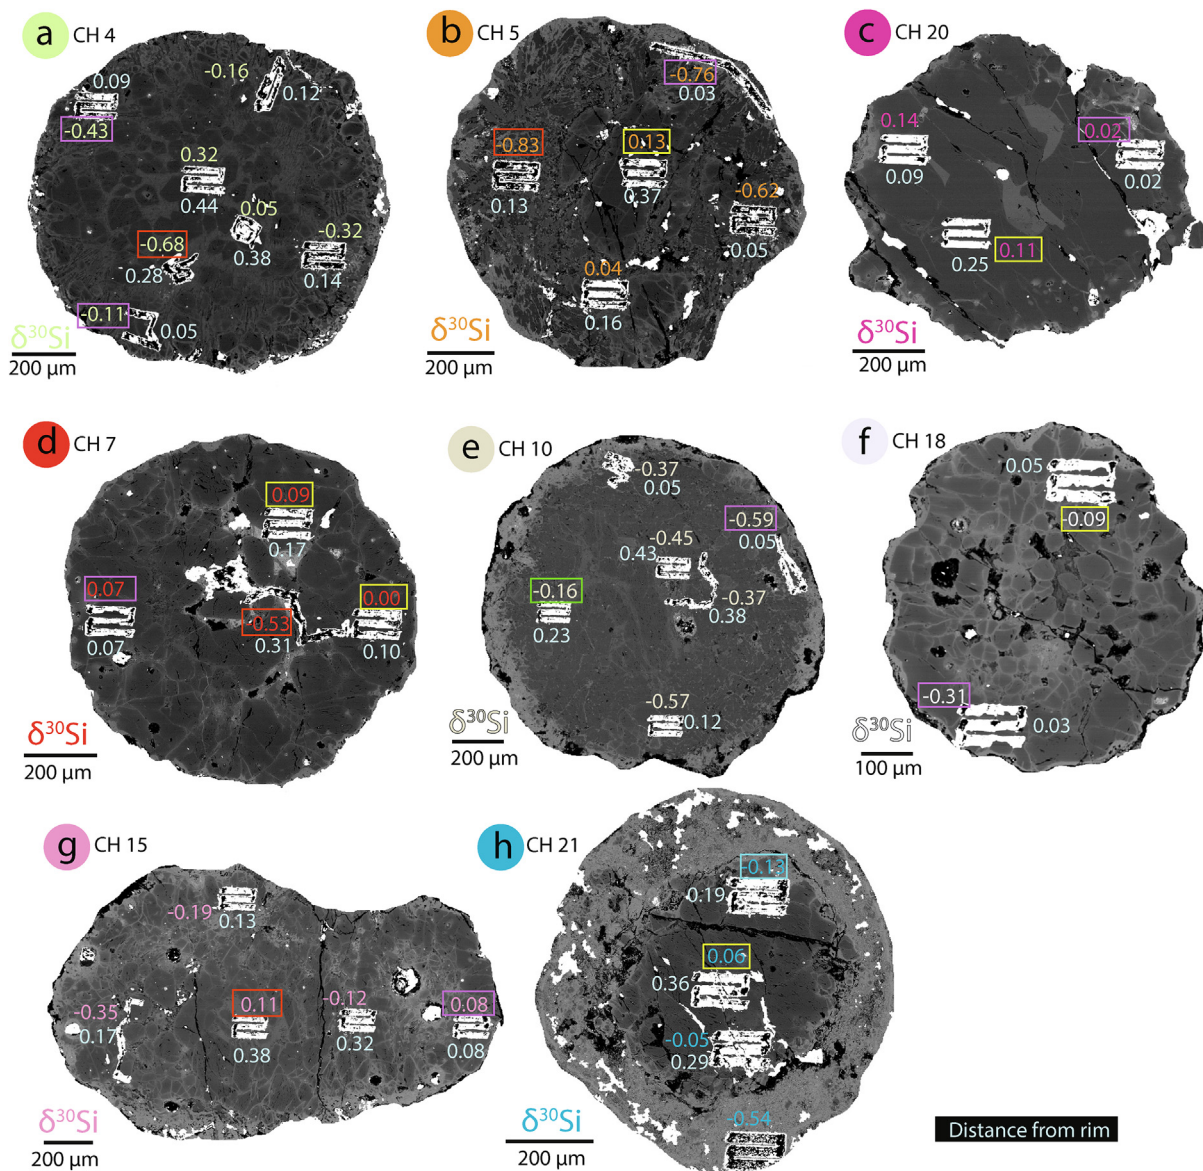 a CH 4
0.09
-0.43
-0.16
0.12
0.32
0.44
0.05
0.38
-0.68
0.28
-0.32
0.14
-0.11
0.05
δ³⁰Si
200 µm
b CH 5
-0.76
0.03
-0.83
0.13
0.13
0.37
-0.62
0.05
0.04
0.16
δ³⁰Si
200 µm
c CH 20
0.14
0.09
0.02
0.02
0.25
0.11
δ³⁰Si
200 µm
d CH 7
0.09
0.17
0.07
0.07
0.00
0.10
-0.53
0.31
δ³⁰Si
200 µm
e CH 10
-0.37
0.05
-0.59
0.05
-0.45
0.43
-0.37
0.38
-0.16
0.23
-0.57
0.12
δ³⁰Si
200 µm
f CH 18
0.05
-0.09
-0.31
0.03
δ³⁰Si
100 µm
g CH 15
-0.19
0.13
-0.35
0.17
0.11
0.38
-0.12
0.32
0.08
0.08
δ³⁰Si
200 µm
h CH 21
-0.13
0.19
0.06
0.36
-0.05
0.29
-0.54
δ³⁰Si
200 µm
Distance from rim